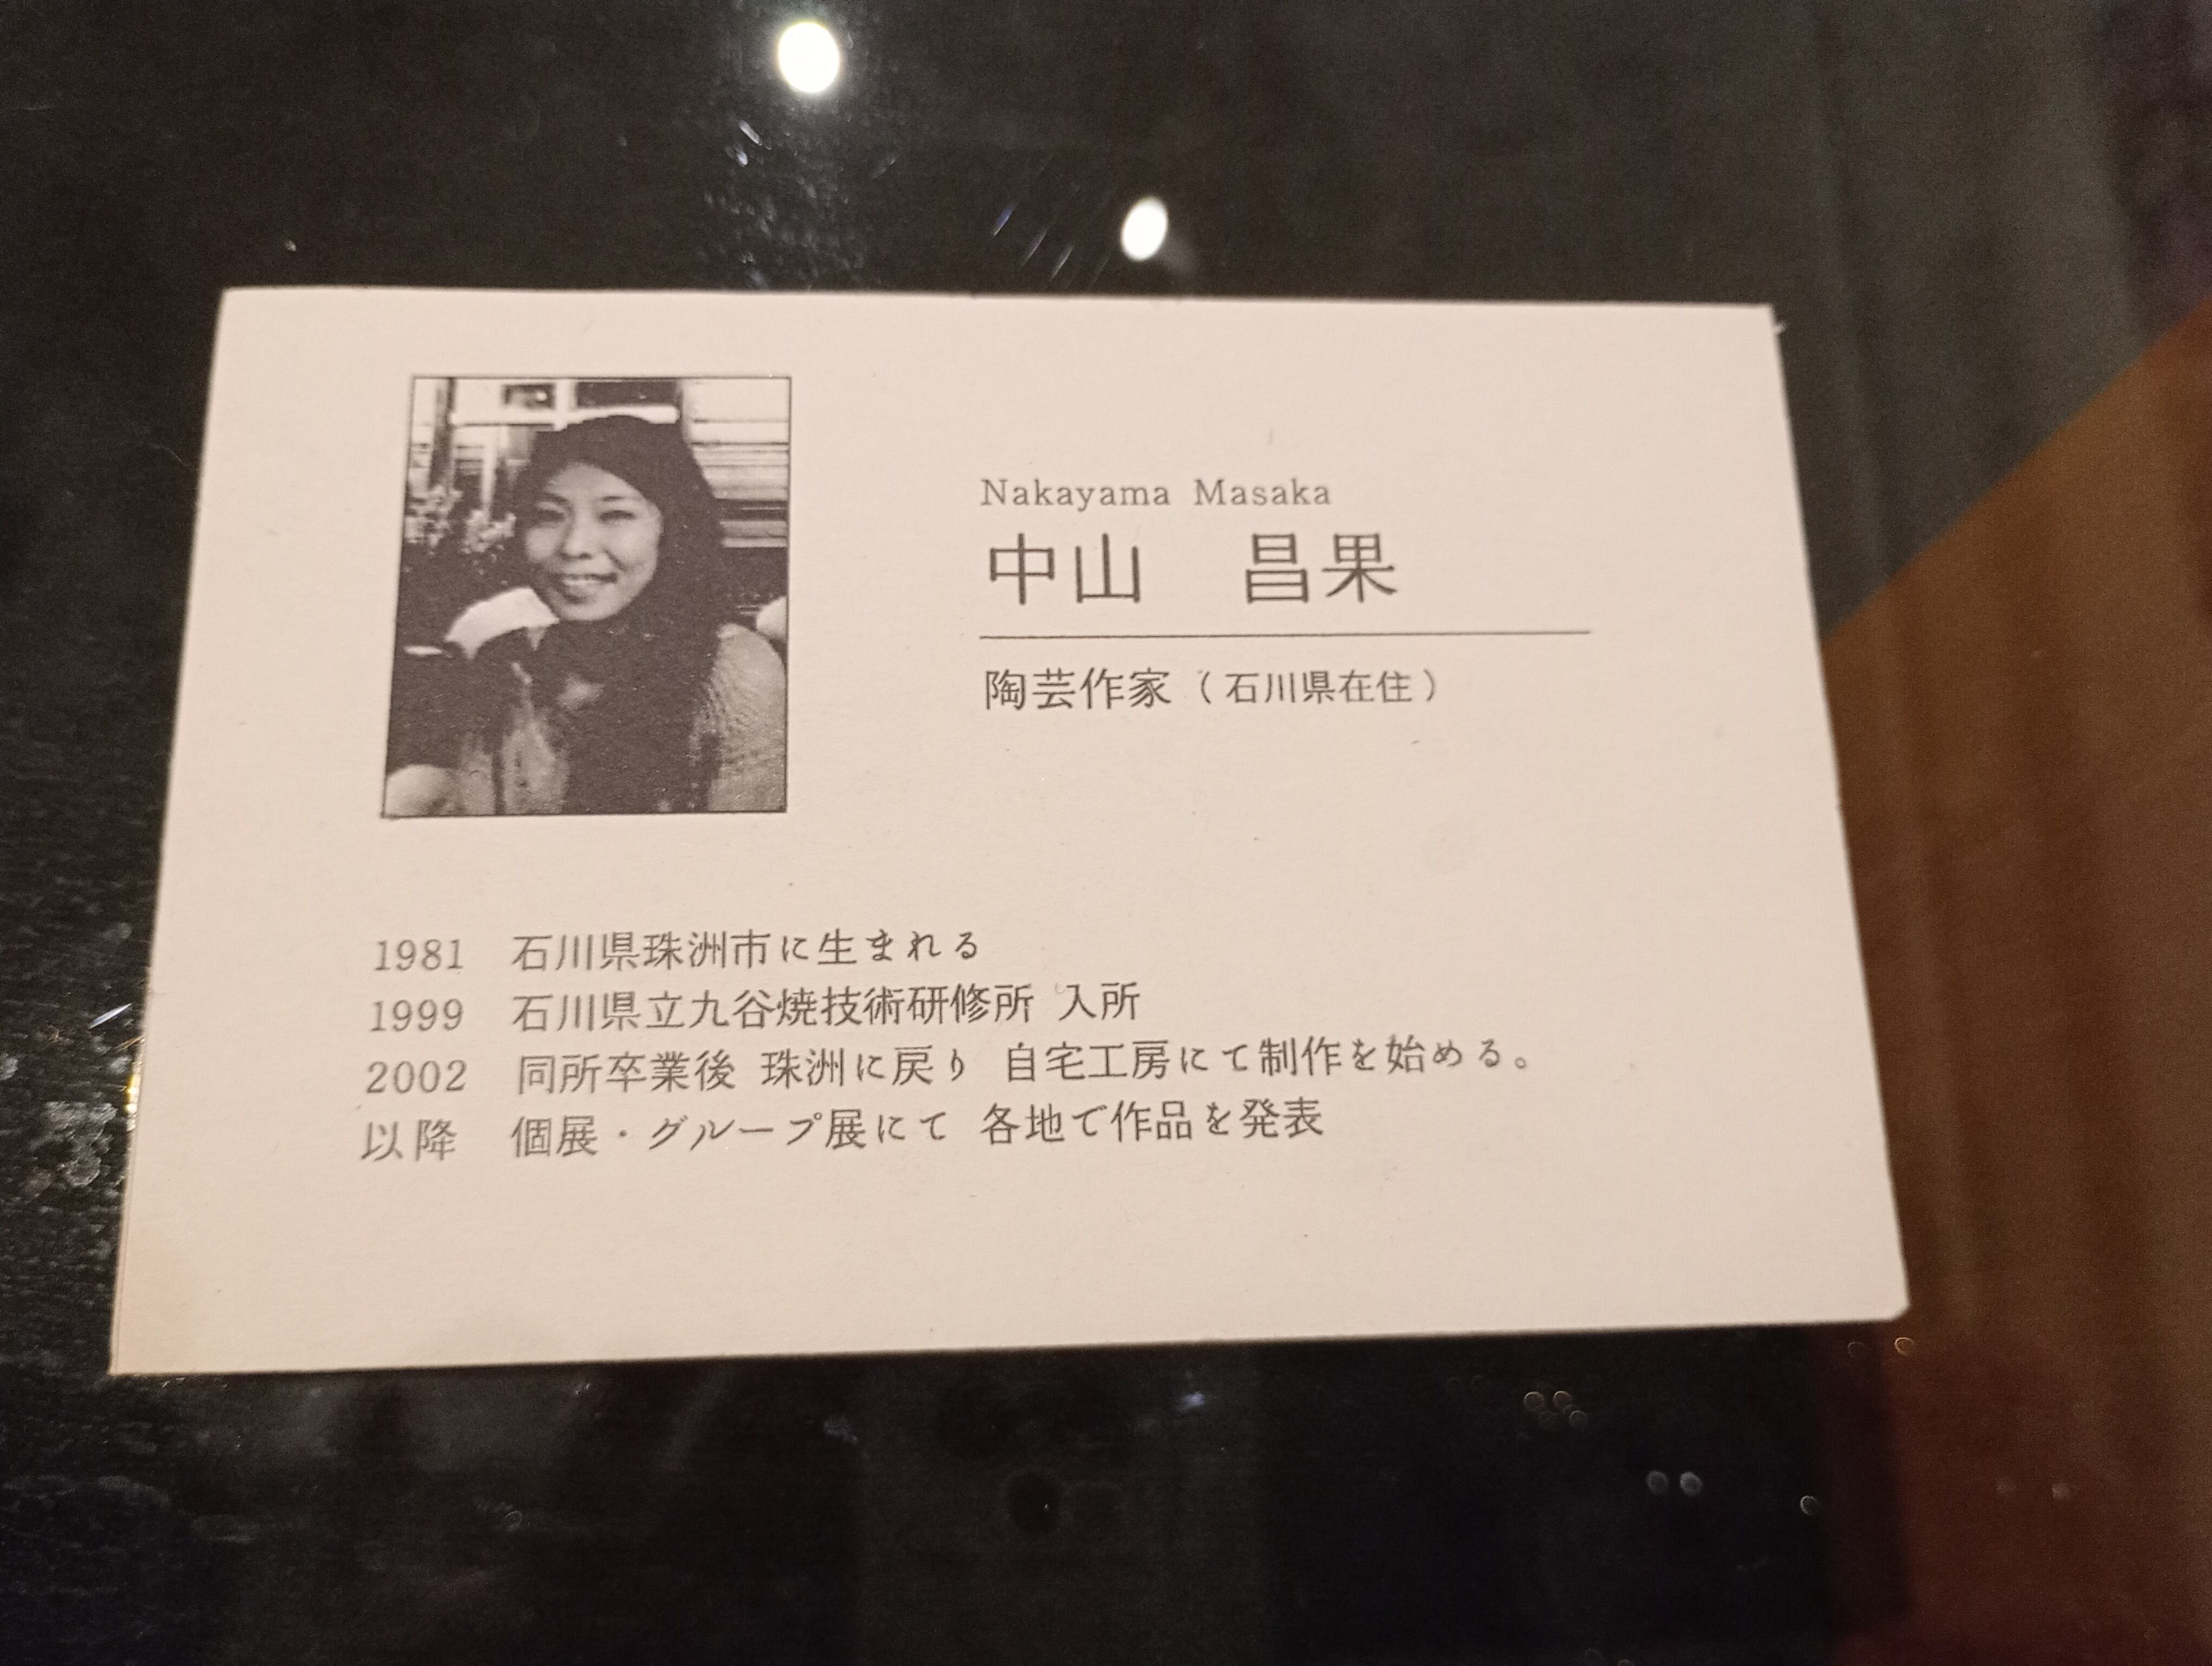 Nakayama Masaka
中山　昌果
陶芸作家（石川県在住）
1981 石川県珠洲市に生まれる
1999 石川県立九谷焼技術研修所 入所
2002 同所卒業後 珠洲に戻り 自宅工房にて制作を始める。
以降 個展・グループ展にて 各地で作品を発表